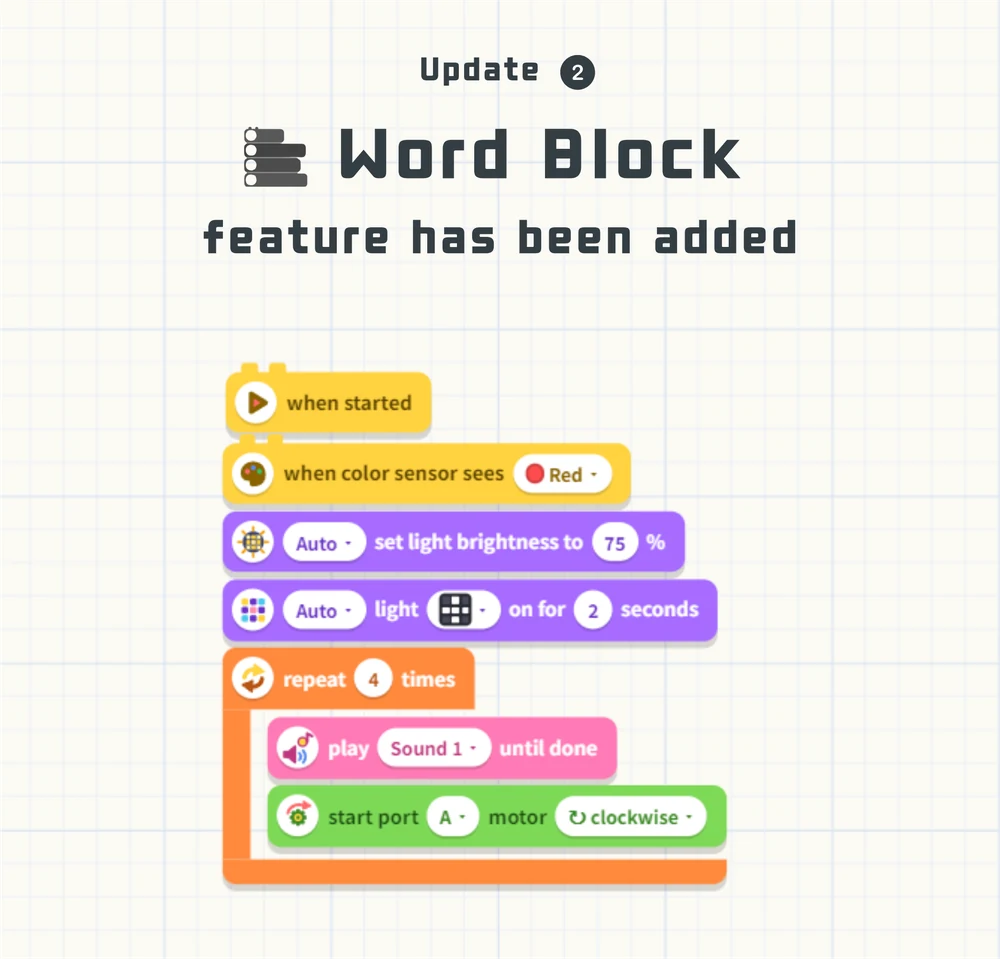 Update 2
Word Block
feature has been added
when started
when color sensor sees Red
Auto set light brightness to 75 %
Auto light on for 2 seconds
repeat 4 times
play Sound 1 until done
start port A motor ↻ clockwise